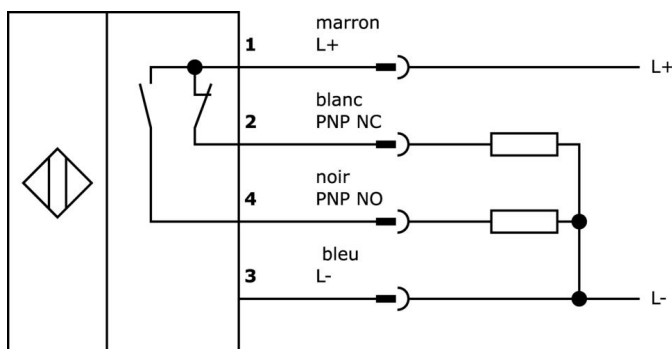 marron
1 L+
L+
blanc
2 PNP NC
noir
4 PNP NO
bleu
3 L-
L-